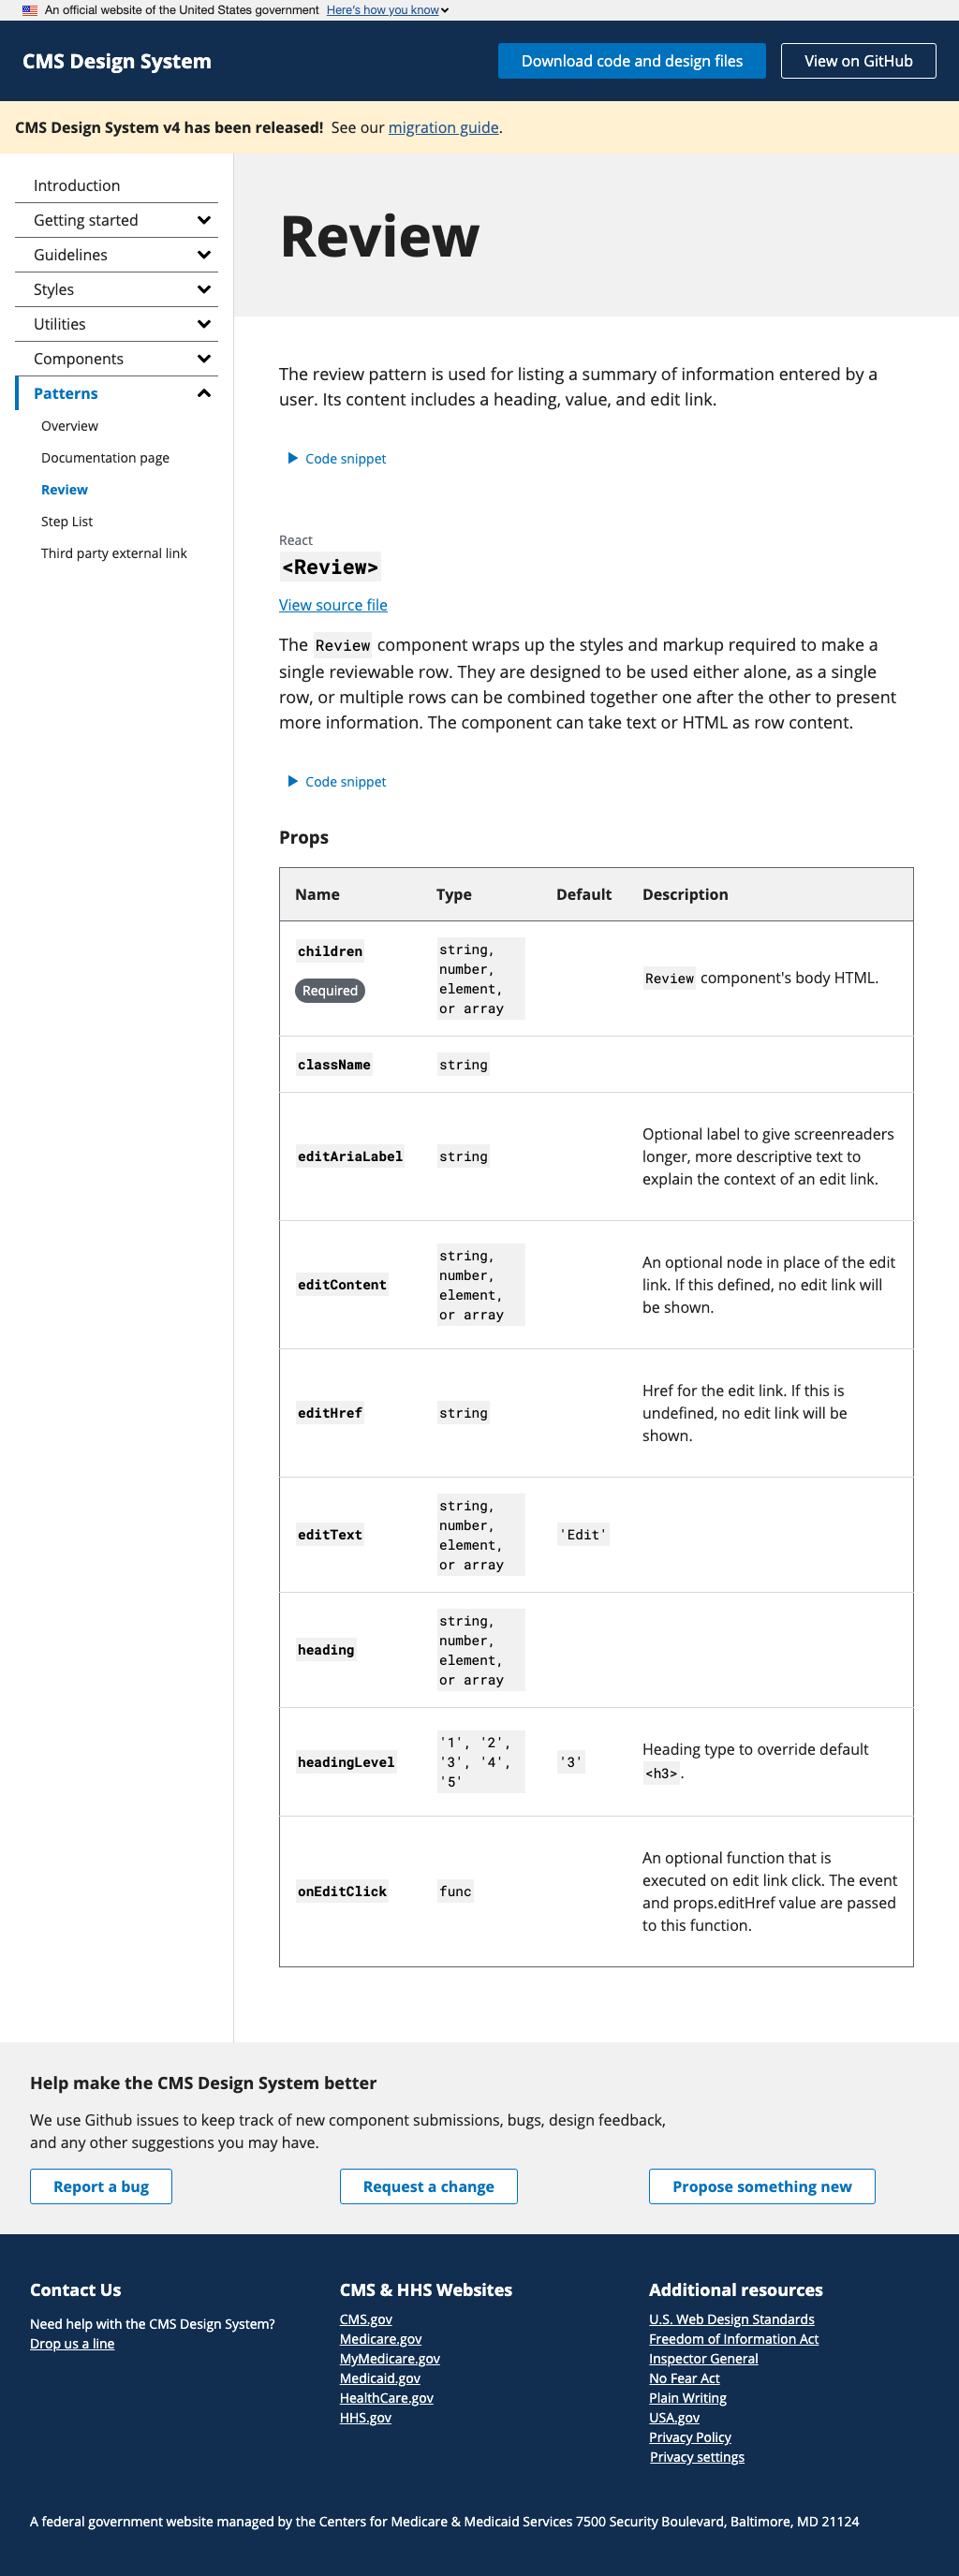 An official website of the United States government Here's how you know
CMS Design System
Download code and design files
View on GitHub
CMS Design System v4 has been released! See our migration guide.
Introduction
Getting started
Guidelines
Styles
Utilities
Components
Patterns
Overview
Documentation page
Review
Step List
Third party external link
Review
The review pattern is used for listing a summary of information entered by a
user. Its content includes a heading, value, and edit link.
Code snippet
React
<Review>
View source file
The Review component wraps up the styles and markup required to make a
single reviewable row. They are designed to be used either alone, as a single
row, or multiple rows can be combined together one after the other to present
more information. The component can take text or HTML as row content.
Code snippet
Props
Name Type Default Description
children
Required
string,
number,
element,
or array
Review component's body HTML.
className
string
editAriaLabel
string
Optional label to give screenreaders
longer, more descriptive text to
explain the context of an edit link.
editContent
string,
number,
element,
or array
An optional node in place of the edit
link. If this defined, no edit link will
be shown.
editHref
string
Href for the edit link. If this is
undefined, no edit link will be
shown.
editText
string,
number,
element,
or array
'Edit'
heading
string,
number,
element,
or array
headingLevel
'1', '2',
'3', '4',
'5'
'3'
Heading type to override default
<h3>.
onEditClick
func
An optional function that is
executed on edit link click. The event
and props.editHref value are passed
to this function.
Help make the CMS Design System better
We use Github issues to keep track of new component submissions, bugs, design feedback,
and any other suggestions you may have.
Report a bug
Request a change
Propose something new
Contact Us
Need help with the CMS Design System?
Drop us a line
CMS & HHS Websites
CMS.gov
Medicare.gov
MyMedicare.gov
Medicaid.gov
HealthCare.gov
HHS.gov
Additional resources
U.S. Web Design Standards
Freedom of Information Act
Inspector General
No Fear Act
Plain Writing
USA.gov
Privacy Policy
Privacy settings
A federal government website managed by the Centers for Medicare & Medicaid Services 7500 Security Boulevard, Baltimore, MD 21124